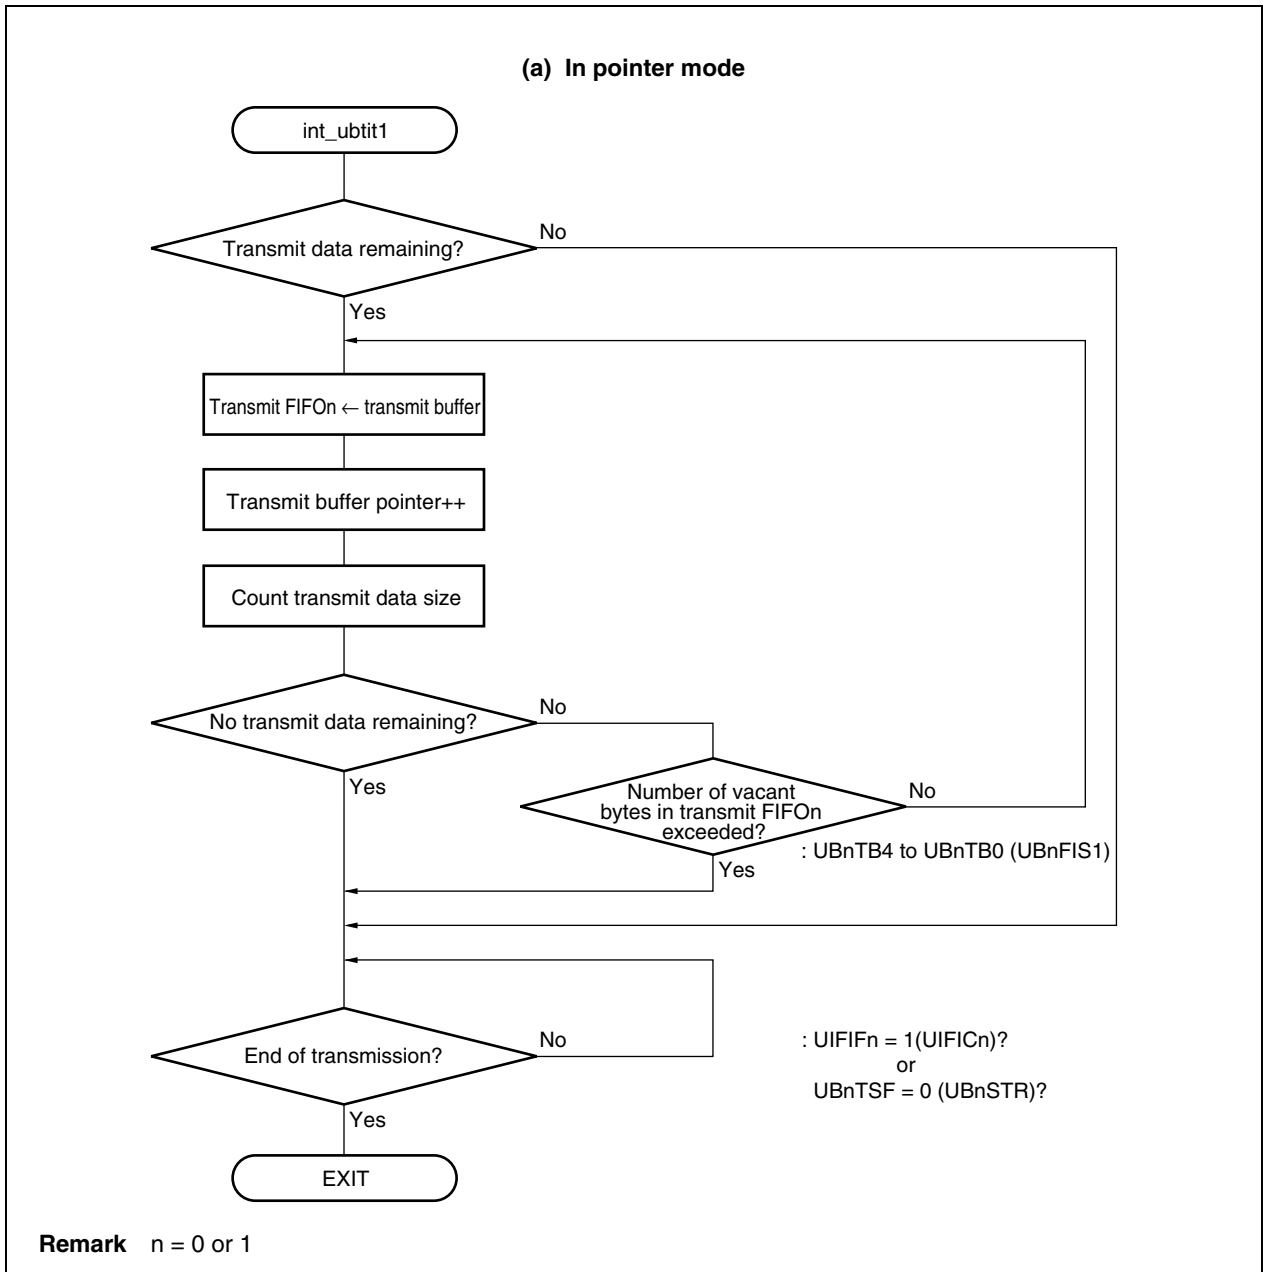 (a) In pointer mode
int_ubtit1
Transmit data remaining?
No
Yes
Transmit FIFOn ← transmit buffer
Transmit buffer pointer++
Count transmit data size
No transmit data remaining?
No
Yes
Number of vacant
bytes in transmit FIFOn
exceeded?
No
: UBnTB4 to UBnTB0 (UBnFIS1)
Yes
End of transmission?
No
: UIFIFn = 1(UIFICn)?
or
UBnTSF = 0 (UBnSTR)?
Yes
EXIT
Remark n = 0 or 1